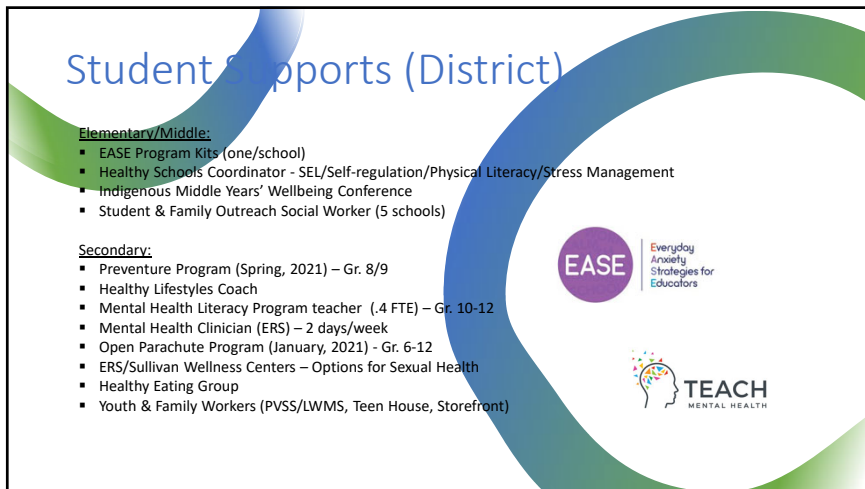 Student Supports (District)
Elementary/Middle:
▪ EASE Program Kits (one/school)
▪ Healthy Schools Coordinator - SEL/Self-regulation/Physical Literacy/Stress Management
▪ Indigenous Middle Years' Wellbeing Conference
▪ Student & Family Outreach Social Worker (5 schools)
Secondary:
▪ Preventure Program (Spring, 2021) – Gr. 8/9
▪ Healthy Lifestyles Coach
▪ Mental Health Literacy Program teacher (.4 FTE) – Gr. 10-12
▪ Mental Health Clinician (ERS) – 2 days/week
▪ Open Parachute Program (January, 2021) - Gr. 6-12
▪ ERS/Sullivan Wellness Centers – Options for Sexual Health
▪ Healthy Eating Group
▪ Youth & Family Workers (PVSS/LWMS, Teen House, Storefront)
EASE
Everyday
Anxiety
Strategies for
Educators
TEACH
MENTAL HEALTH